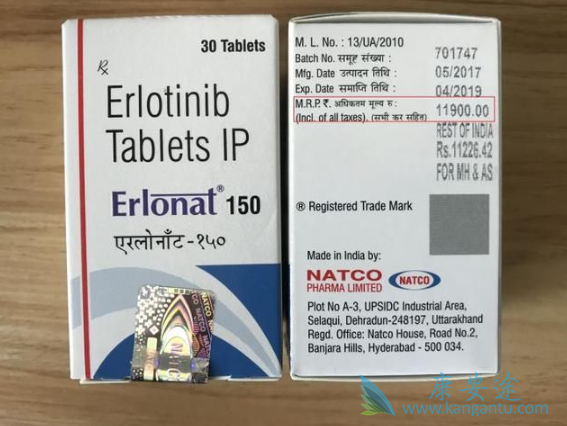 30 Tablets
Rx
Erlotinib
Tablets IP
Erlonat® 150
एरलोनॉट-१५०
NATCO
M. L. No. : 13/UA/2010
Batch No. समूह संख्या : 701747
Mfg. Date उत्पादन तिथि : 05/2017
Exp. Date समाप्ति तिथि : 04/2019
M.R.P. ₹. अधिकतम मूल्य रु : 11900.00
(Incl. of all taxes). (सभी कर सहित)
REST OF INDIA
Rs.11226.42
FOR MH & AS
® Registered Trade Mark
Made in India by:
NATCO
PHARMA LIMITED
NATCO
Plot No A-3, UPSIDC Industrial Area,
Selaqui, Dehradun-248197, Uttarakhand
Regd. Office: Natco House, Road No.2,
Banjara Hills, Hyderabad - 500 034.
康安途
www.kangantu.com